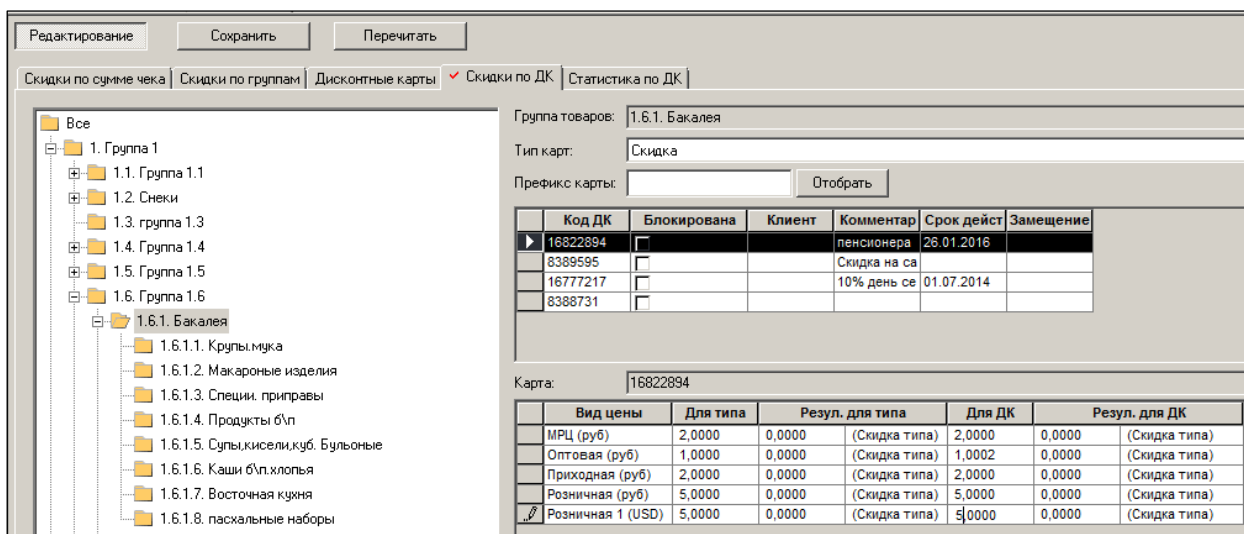 Редактирование Сохранить Перечитать
Скидки по сумме чека Скидки по группам Дисконтные карты Скидки по ДК Статистика по ДК
Все
1. Группа 1
1.1. Группа 1.1
1.2. Снеки
1.3. группа 1.3
1.4. Группа 1.4
1.5. Группа 1.5
1.6. Группа 1.6
1.6.1. Бакалея
1.6.1.1. Крупы.мука
1.6.1.2. Макароные изделия
1.6.1.3. Специи. приправы
1.6.1.4. Продукты б\п
1.6.1.5. Супы,кисели,куб. Бульоные
1.6.1.6. Каши б\п.хлопья
1.6.1.7. Восточная кухня
1.6.1.8. пасхальные наборы
Группа товаров: 1.6.1. Бакалея
Тип карт: Скидка
Префикс карты: Отобрать
Код ДК Блокирована Клиент Комментар Срок дейст Замещение
16822894 пенсионера 26.01.2016
8389595 Скидка на са
16777217 10% день се 01.07.2014
8388731
Карта: 16822894
Вид цены Для типа Резул. для типа Для ДК Резул. для ДК
МРЦ (руб) 2,0000 0,0000 (Скидка типа) 2,0000 0,0000 (Скидка типа)
Оптовая (руб) 1,0000 0,0000 (Скидка типа) 1,0002 0,0000 (Скидка типа)
Приходная (руб) 2,0000 0,0000 (Скидка типа) 2,0000 0,0000 (Скидка типа)
Розничная (руб) 5,0000 0,0000 (Скидка типа) 5,0000 0,0000 (Скидка типа)
Розничная 1 (USD) 5,0000 0,0000 (Скидка типа) 5,0000 0,0000 (Скидка типа)